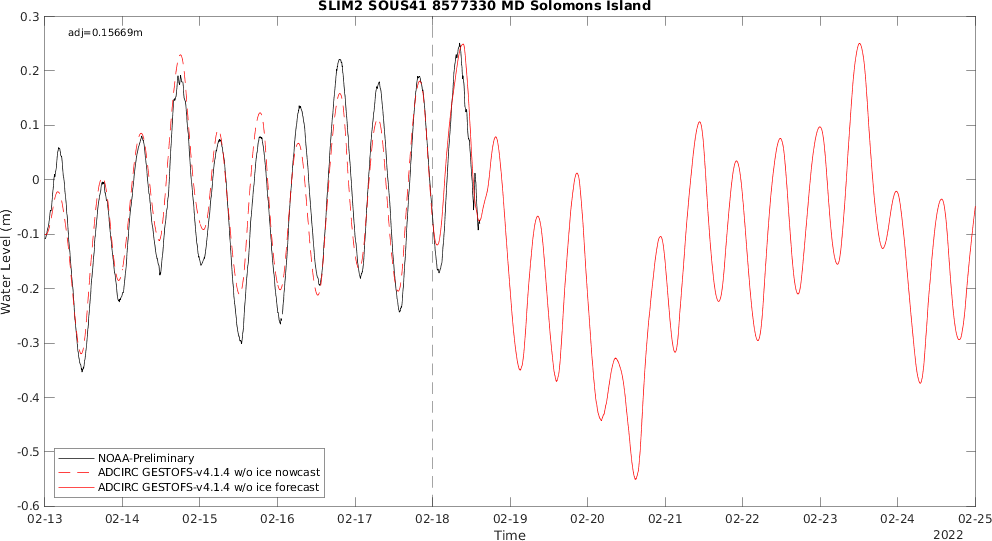 SLIM2 SOUS41 8577330 MD Solomons Island
adj=0.15669m
0.3
0.2
0.1
0
-0.1
-0.2
-0.3
-0.4
-0.5
-0.6
Water Level (m)
NOAA-Preliminary
ADCIRC GESTOFS-v4.1.4 w/o ice nowcast
ADCIRC GESTOFS-v4.1.4 w/o ice forecast
02-13 02-14 02-15 02-16 02-17 02-18 02-19 02-20 02-21 02-22 02-23 02-24 02-25
Time
2022